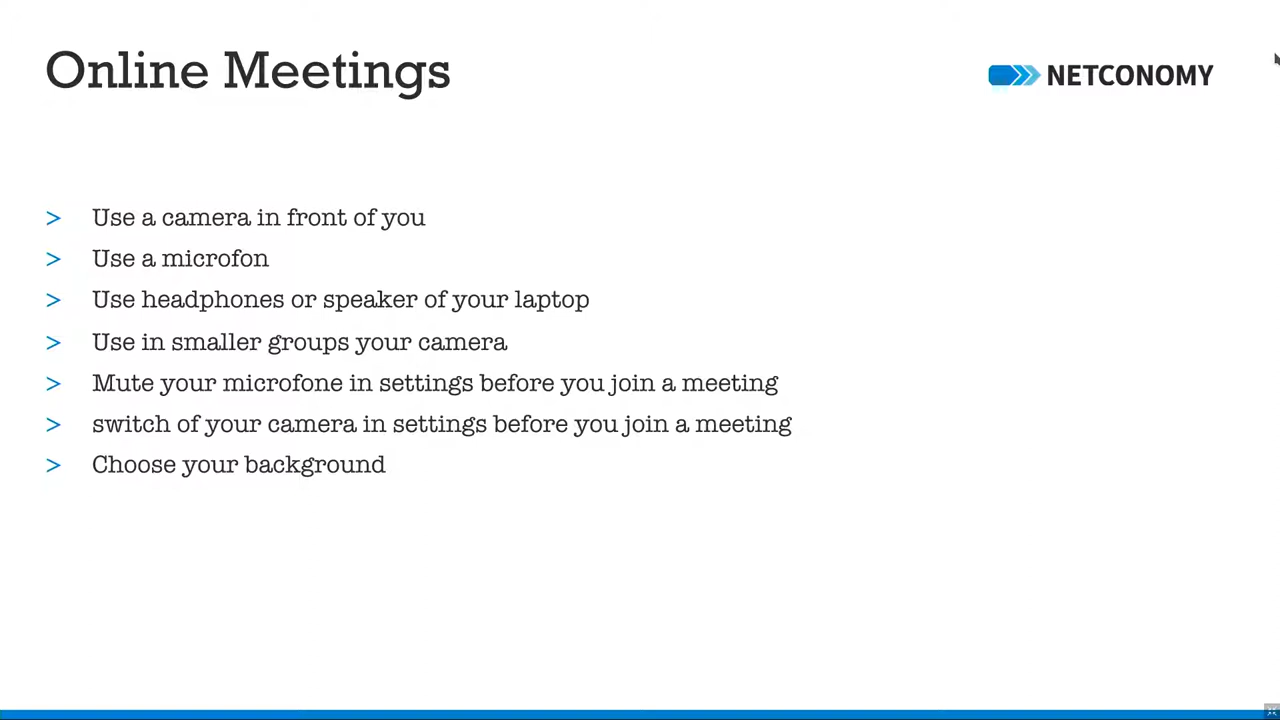 Online Meetings
NETCONOMY
> Use a camera in front of you
> Use a microfon
> Use headphones or speaker of your laptop
> Use in smaller groups your camera
> Mute your microfone in settings before you join a meeting
> switch of your camera in settings before you join a meeting
> Choose your background